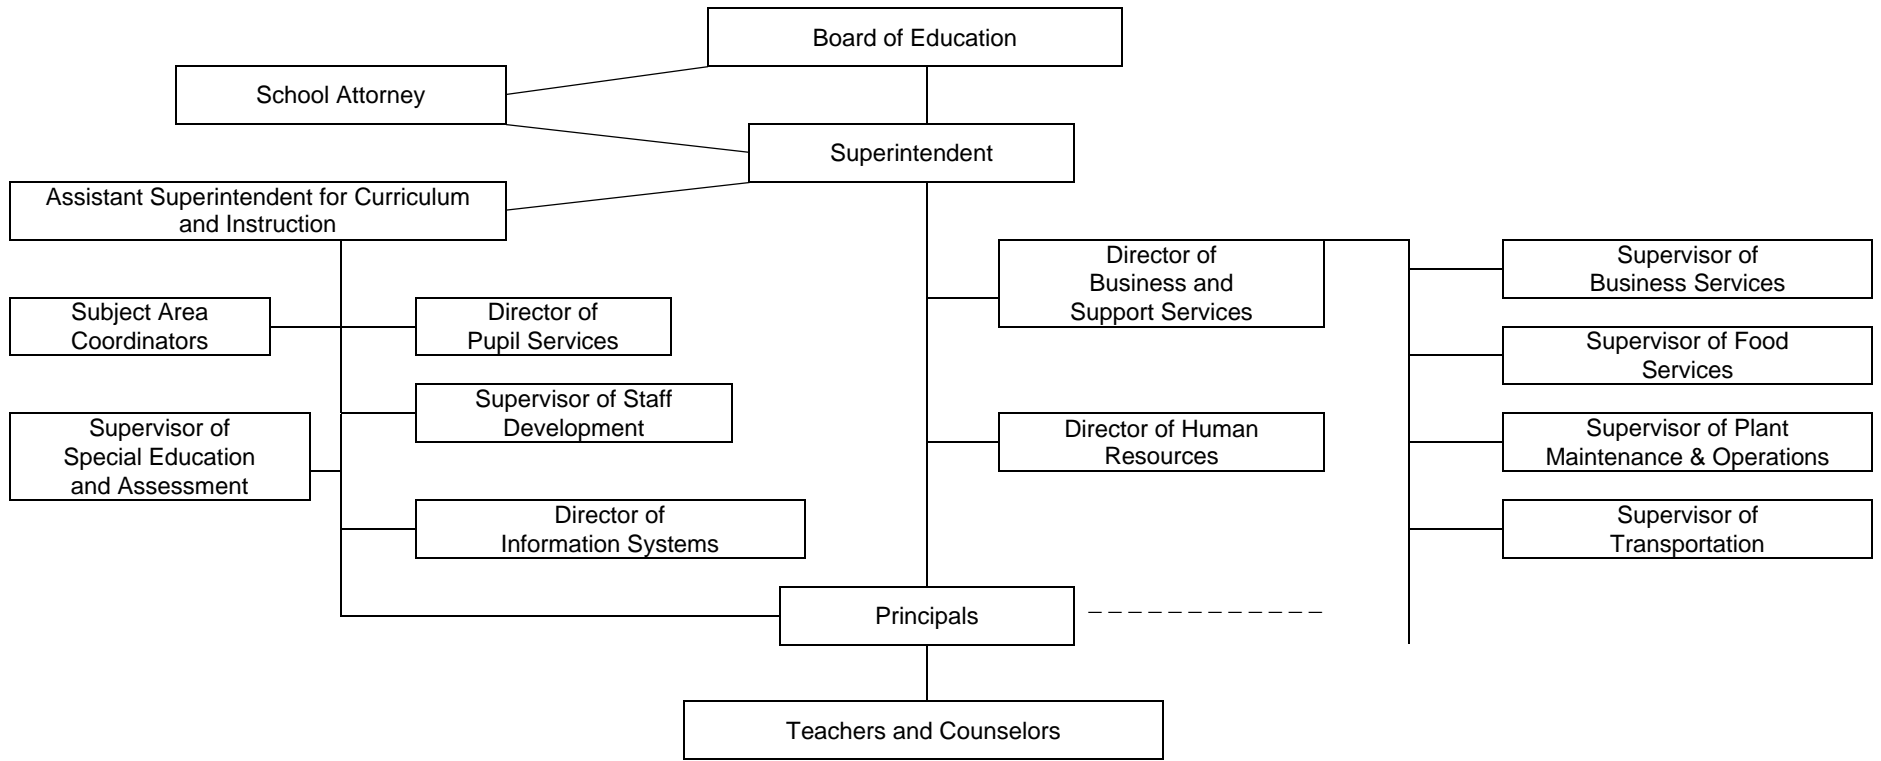 Board of Education
School Attorney
Superintendent
Assistant Superintendent for Curriculum
and Instruction
Director of
Business and
Support Services
Supervisor of
Business Services
Subject Area
Coordinators
Director of
Pupil Services
Supervisor of Food
Services
Supervisor of Staff
Development
Supervisor of
Special Education
and Assessment
Director of Human
Resources
Supervisor of Plant
Maintenance & Operations
Director of
Information Systems
Supervisor of
Transportation
Principals
Teachers and Counselors